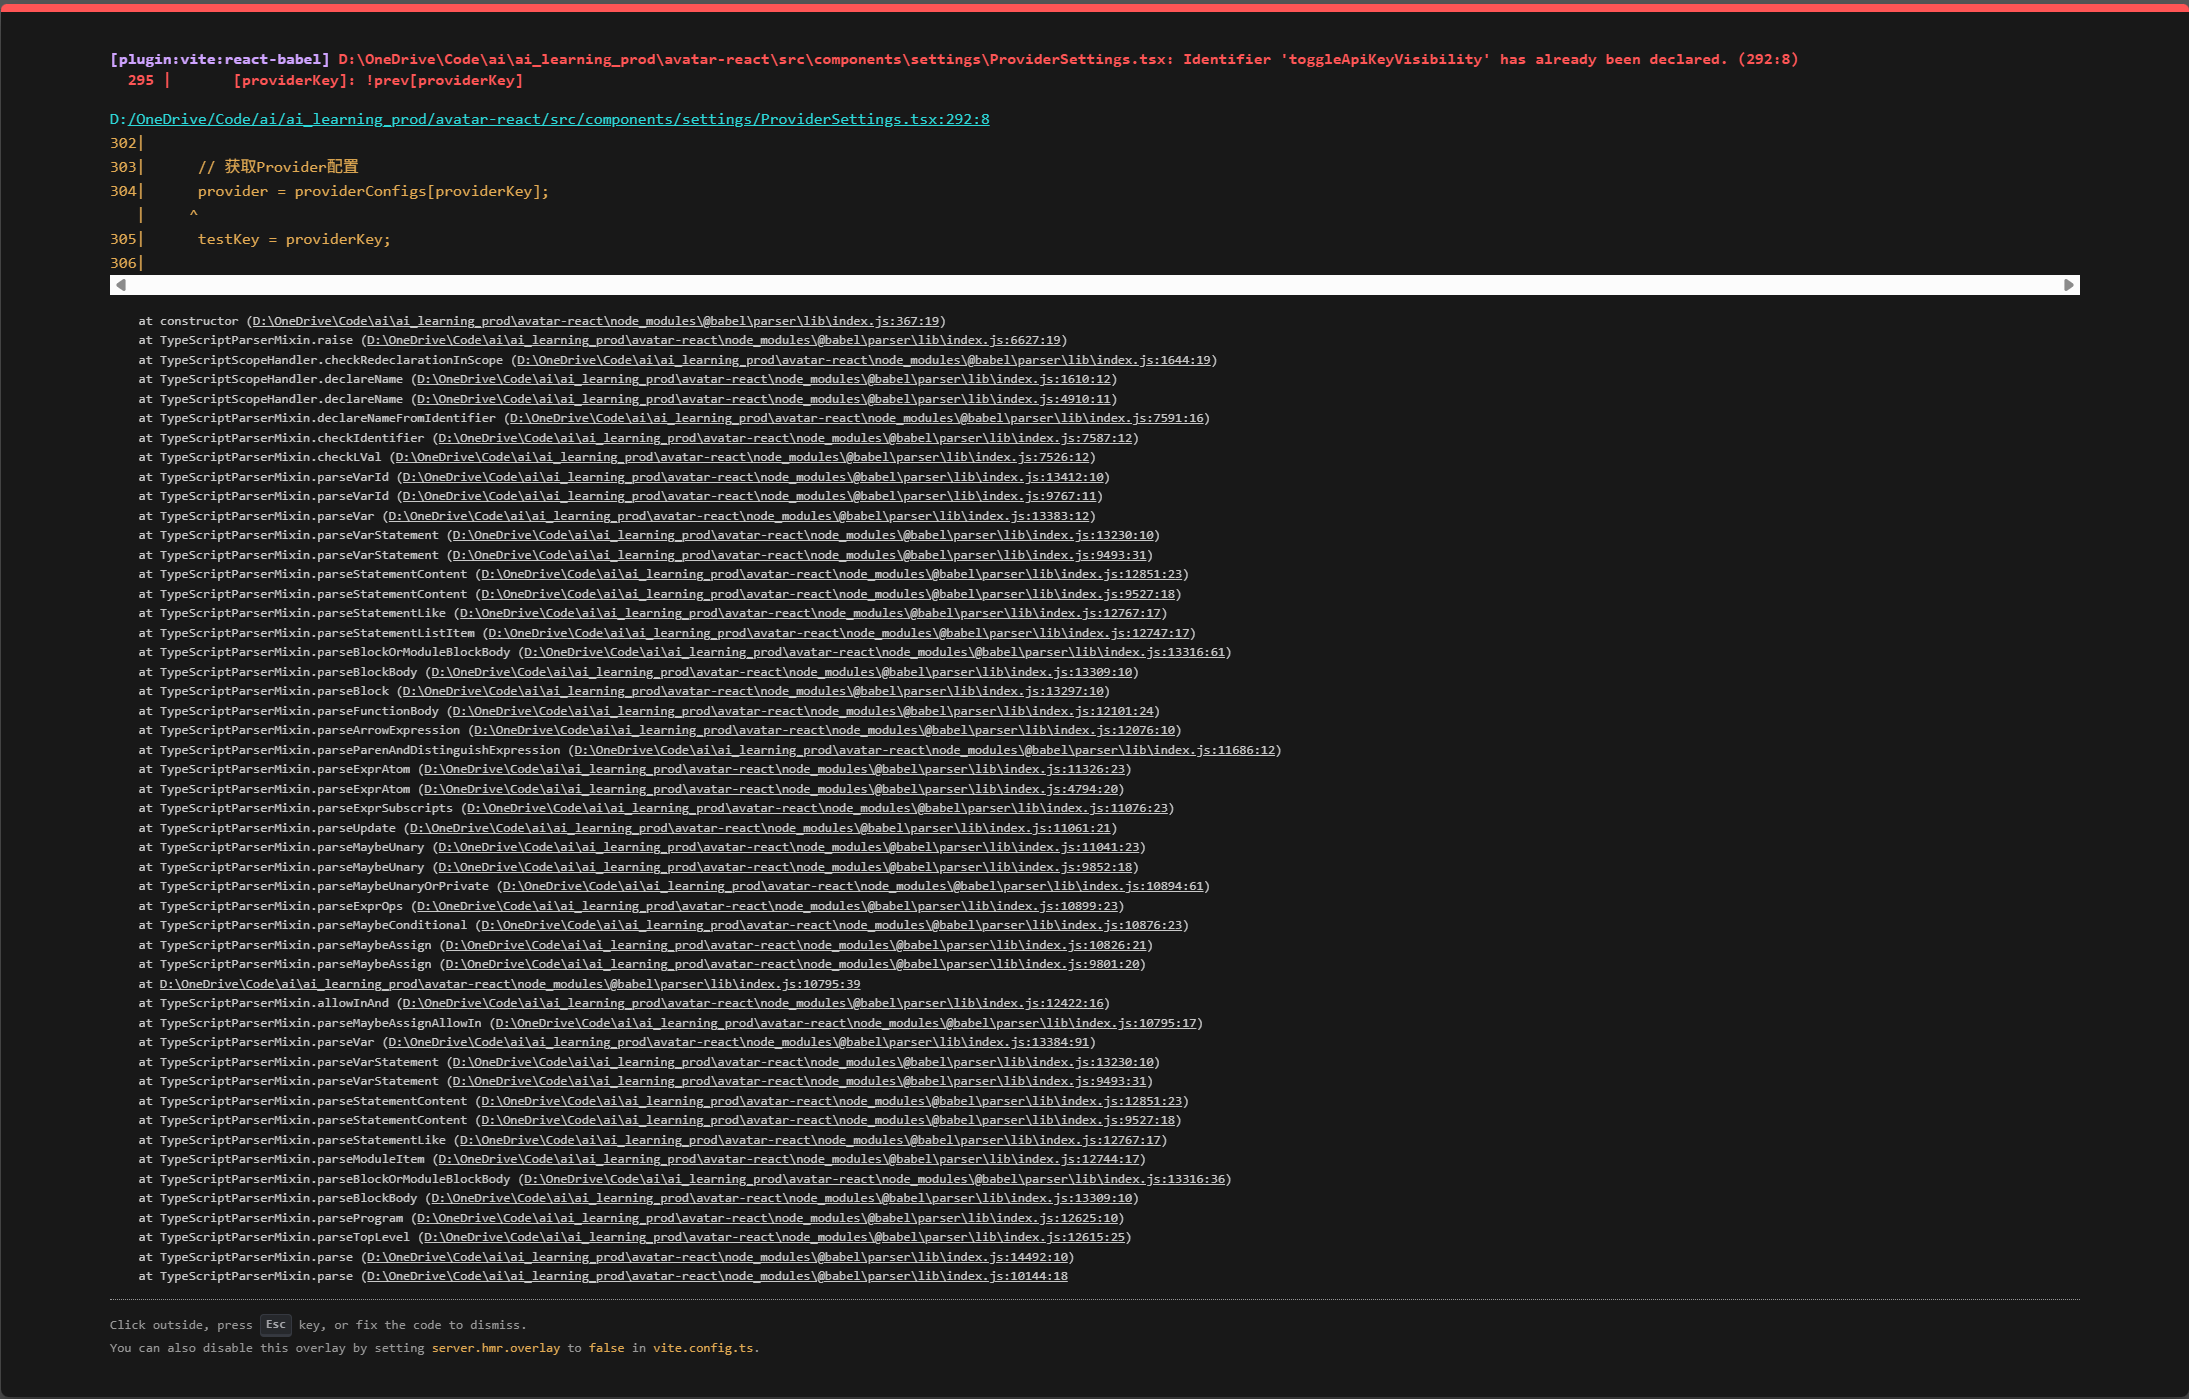 [plugin:vite:react-babel] D:\OneDrive\Code\ai\ai_learning_prod\avatar-react\src\components\settings\ProviderSettings.tsx: Identifier 'toggleApiKeyVisibility' has already been declared. (292:8)
295 |       [providerKey]: !prev[providerKey]
D:/OneDrive/Code/ai/ai_learning_prod/avatar-react/src/components/settings/ProviderSettings.tsx:292:8
302|
303|      // 获取Provider配置
304|      provider = providerConfigs[providerKey];
   |     ^
305|      testKey = providerKey;
306|
at constructor (D:\OneDrive\Code\ai\ai_learning_prod\avatar-react\node_modules\@babel\parser\lib\index.js:367:19)
at TypeScriptParserMixin.raise (D:\OneDrive\Code\ai\ai_learning_prod\avatar-react\node_modules\@babel\parser\lib\index.js:6627:19)
at TypeScriptScopeHandler.checkRedeclarationInScope (D:\OneDrive\Code\ai\ai_learning_prod\avatar-react\node_modules\@babel\parser\lib\index.js:1644:19)
at TypeScriptScopeHandler.declareName (D:\OneDrive\Code\ai\ai_learning_prod\avatar-react\node_modules\@babel\parser\lib\index.js:1610:12)
at TypeScriptScopeHandler.declareName (D:\OneDrive\Code\ai\ai_learning_prod\avatar-react\node_modules\@babel\parser\lib\index.js:4910:11)
at TypeScriptParserMixin.declareNameFromIdentifier (D:\OneDrive\Code\ai\ai_learning_prod\avatar-react\node_modules\@babel\parser\lib\index.js:7591:16)
at TypeScriptParserMixin.checkIdentifier (D:\OneDrive\Code\ai\ai_learning_prod\avatar-react\node_modules\@babel\parser\lib\index.js:7587:12)
at TypeScriptParserMixin.checkLVal (D:\OneDrive\Code\ai\ai_learning_prod\avatar-react\node_modules\@babel\parser\lib\index.js:7526:12)
at TypeScriptParserMixin.parseVarId (D:\OneDrive\Code\ai\ai_learning_prod\avatar-react\node_modules\@babel\parser\lib\index.js:13412:10)
at TypeScriptParserMixin.parseVarId (D:\OneDrive\Code\ai\ai_learning_prod\avatar-react\node_modules\@babel\parser\lib\index.js:9767:11)
at TypeScriptParserMixin.parseVar (D:\OneDrive\Code\ai\ai_learning_prod\avatar-react\node_modules\@babel\parser\lib\index.js:13383:12)
at TypeScriptParserMixin.parseVarStatement (D:\OneDrive\Code\ai\ai_learning_prod\avatar-react\node_modules\@babel\parser\lib\index.js:13230:10)
at TypeScriptParserMixin.parseVarStatement (D:\OneDrive\Code\ai\ai_learning_prod\avatar-react\node_modules\@babel\parser\lib\index.js:9493:31)
at TypeScriptParserMixin.parseStatementContent (D:\OneDrive\Code\ai\ai_learning_prod\avatar-react\node_modules\@babel\parser\lib\index.js:12851:23)
at TypeScriptParserMixin.parseStatementContent (D:\OneDrive\Code\ai\ai_learning_prod\avatar-react\node_modules\@babel\parser\lib\index.js:9527:18)
at TypeScriptParserMixin.parseStatementLike (D:\OneDrive\Code\ai\ai_learning_prod\avatar-react\node_modules\@babel\parser\lib\index.js:12767:17)
at TypeScriptParserMixin.parseStatementListItem (D:\OneDrive\Code\ai\ai_learning_prod\avatar-react\node_modules\@babel\parser\lib\index.js:12747:17)
at TypeScriptParserMixin.parseBlockOrModuleBlockBody (D:\OneDrive\Code\ai\ai_learning_prod\avatar-react\node_modules\@babel\parser\lib\index.js:13316:61)
at TypeScriptParserMixin.parseBlockBody (D:\OneDrive\Code\ai\ai_learning_prod\avatar-react\node_modules\@babel\parser\lib\index.js:13309:10)
at TypeScriptParserMixin.parseBlock (D:\OneDrive\Code\ai\ai_learning_prod\avatar-react\node_modules\@babel\parser\lib\index.js:13297:10)
at TypeScriptParserMixin.parseFunctionBody (D:\OneDrive\Code\ai\ai_learning_prod\avatar-react\node_modules\@babel\parser\lib\index.js:12101:24)
at TypeScriptParserMixin.parseArrowExpression (D:\OneDrive\Code\ai\ai_learning_prod\avatar-react\node_modules\@babel\parser\lib\index.js:12076:10)
at TypeScriptParserMixin.parseParenAndDistinguishExpression (D:\OneDrive\Code\ai\ai_learning_prod\avatar-react\node_modules\@babel\parser\lib\index.js:11686:12)
at TypeScriptParserMixin.parseExprAtom (D:\OneDrive\Code\ai\ai_learning_prod\avatar-react\node_modules\@babel\parser\lib\index.js:11326:23)
at TypeScriptParserMixin.parseExprAtom (D:\OneDrive\Code\ai\ai_learning_prod\avatar-react\node_modules\@babel\parser\lib\index.js:4794:20)
at TypeScriptParserMixin.parseExprSubscripts (D:\OneDrive\Code\ai\ai_learning_prod\avatar-react\node_modules\@babel\parser\lib\index.js:11076:23)
at TypeScriptParserMixin.parseUpdate (D:\OneDrive\Code\ai\ai_learning_prod\avatar-react\node_modules\@babel\parser\lib\index.js:11061:21)
at TypeScriptParserMixin.parseMaybeUnary (D:\OneDrive\Code\ai\ai_learning_prod\avatar-react\node_modules\@babel\parser\lib\index.js:11041:23)
at TypeScriptParserMixin.parseMaybeUnary (D:\OneDrive\Code\ai\ai_learning_prod\avatar-react\node_modules\@babel\parser\lib\index.js:9852:18)
at TypeScriptParserMixin.parseMaybeUnaryOrPrivate (D:\OneDrive\Code\ai\ai_learning_prod\avatar-react\node_modules\@babel\parser\lib\index.js:10894:61)
at TypeScriptParserMixin.parseExprOps (D:\OneDrive\Code\ai\ai_learning_prod\avatar-react\node_modules\@babel\parser\lib\index.js:10899:23)
at TypeScriptParserMixin.parseMaybeConditional (D:\OneDrive\Code\ai\ai_learning_prod\avatar-react\node_modules\@babel\parser\lib\index.js:10876:23)
at TypeScriptParserMixin.parseMaybeAssign (D:\OneDrive\Code\ai\ai_learning_prod\avatar-react\node_modules\@babel\parser\lib\index.js:10826:21)
at TypeScriptParserMixin.parseMaybeAssign (D:\OneDrive\Code\ai\ai_learning_prod\avatar-react\node_modules\@babel\parser\lib\index.js:9801:20)
at D:\OneDrive\Code\ai\ai_learning_prod\avatar-react\node_modules\@babel\parser\lib\index.js:10795:39
at TypeScriptParserMixin.allowInAnd (D:\OneDrive\Code\ai\ai_learning_prod\avatar-react\node_modules\@babel\parser\lib\index.js:12422:16)
at TypeScriptParserMixin.parseMaybeAssignAllowIn (D:\OneDrive\Code\ai\ai_learning_prod\avatar-react\node_modules\@babel\parser\lib\index.js:10795:17)
at TypeScriptParserMixin.parseVar (D:\OneDrive\Code\ai\ai_learning_prod\avatar-react\node_modules\@babel\parser\lib\index.js:13384:91)
at TypeScriptParserMixin.parseVarStatement (D:\OneDrive\Code\ai\ai_learning_prod\avatar-react\node_modules\@babel\parser\lib\index.js:13230:10)
at TypeScriptParserMixin.parseVarStatement (D:\OneDrive\Code\ai\ai_learning_prod\avatar-react\node_modules\@babel\parser\lib\index.js:9493:31)
at TypeScriptParserMixin.parseStatementContent (D:\OneDrive\Code\ai\ai_learning_prod\avatar-react\node_modules\@babel\parser\lib\index.js:12851:23)
at TypeScriptParserMixin.parseStatementContent (D:\OneDrive\Code\ai\ai_learning_prod\avatar-react\node_modules\@babel\parser\lib\index.js:9527:18)
at TypeScriptParserMixin.parseStatementLike (D:\OneDrive\Code\ai\ai_learning_prod\avatar-react\node_modules\@babel\parser\lib\index.js:12767:17)
at TypeScriptParserMixin.parseModuleItem (D:\OneDrive\Code\ai\ai_learning_prod\avatar-react\node_modules\@babel\parser\lib\index.js:12744:17)
at TypeScriptParserMixin.parseBlockOrModuleBlockBody (D:\OneDrive\Code\ai\ai_learning_prod\avatar-react\node_modules\@babel\parser\lib\index.js:13316:36)
at TypeScriptParserMixin.parseBlockBody (D:\OneDrive\Code\ai\ai_learning_prod\avatar-react\node_modules\@babel\parser\lib\index.js:13309:10)
at TypeScriptParserMixin.parseProgram (D:\OneDrive\Code\ai\ai_learning_prod\avatar-react\node_modules\@babel\parser\lib\index.js:12625:10)
at TypeScriptParserMixin.parseTopLevel (D:\OneDrive\Code\ai\ai_learning_prod\avatar-react\node_modules\@babel\parser\lib\index.js:12615:25)
at TypeScriptParserMixin.parse (D:\OneDrive\Code\ai\ai_learning_prod\avatar-react\node_modules\@babel\parser\lib\index.js:14492:10)
at TypeScriptParserMixin.parse (D:\OneDrive\Code\ai\ai_learning_prod\avatar-react\node_modules\@babel\parser\lib\index.js:10144:18
Click outside, press Esc key, or fix the code to dismiss.
You can also disable this overlay by setting server.hmr.overlay to false in vite.config.ts.